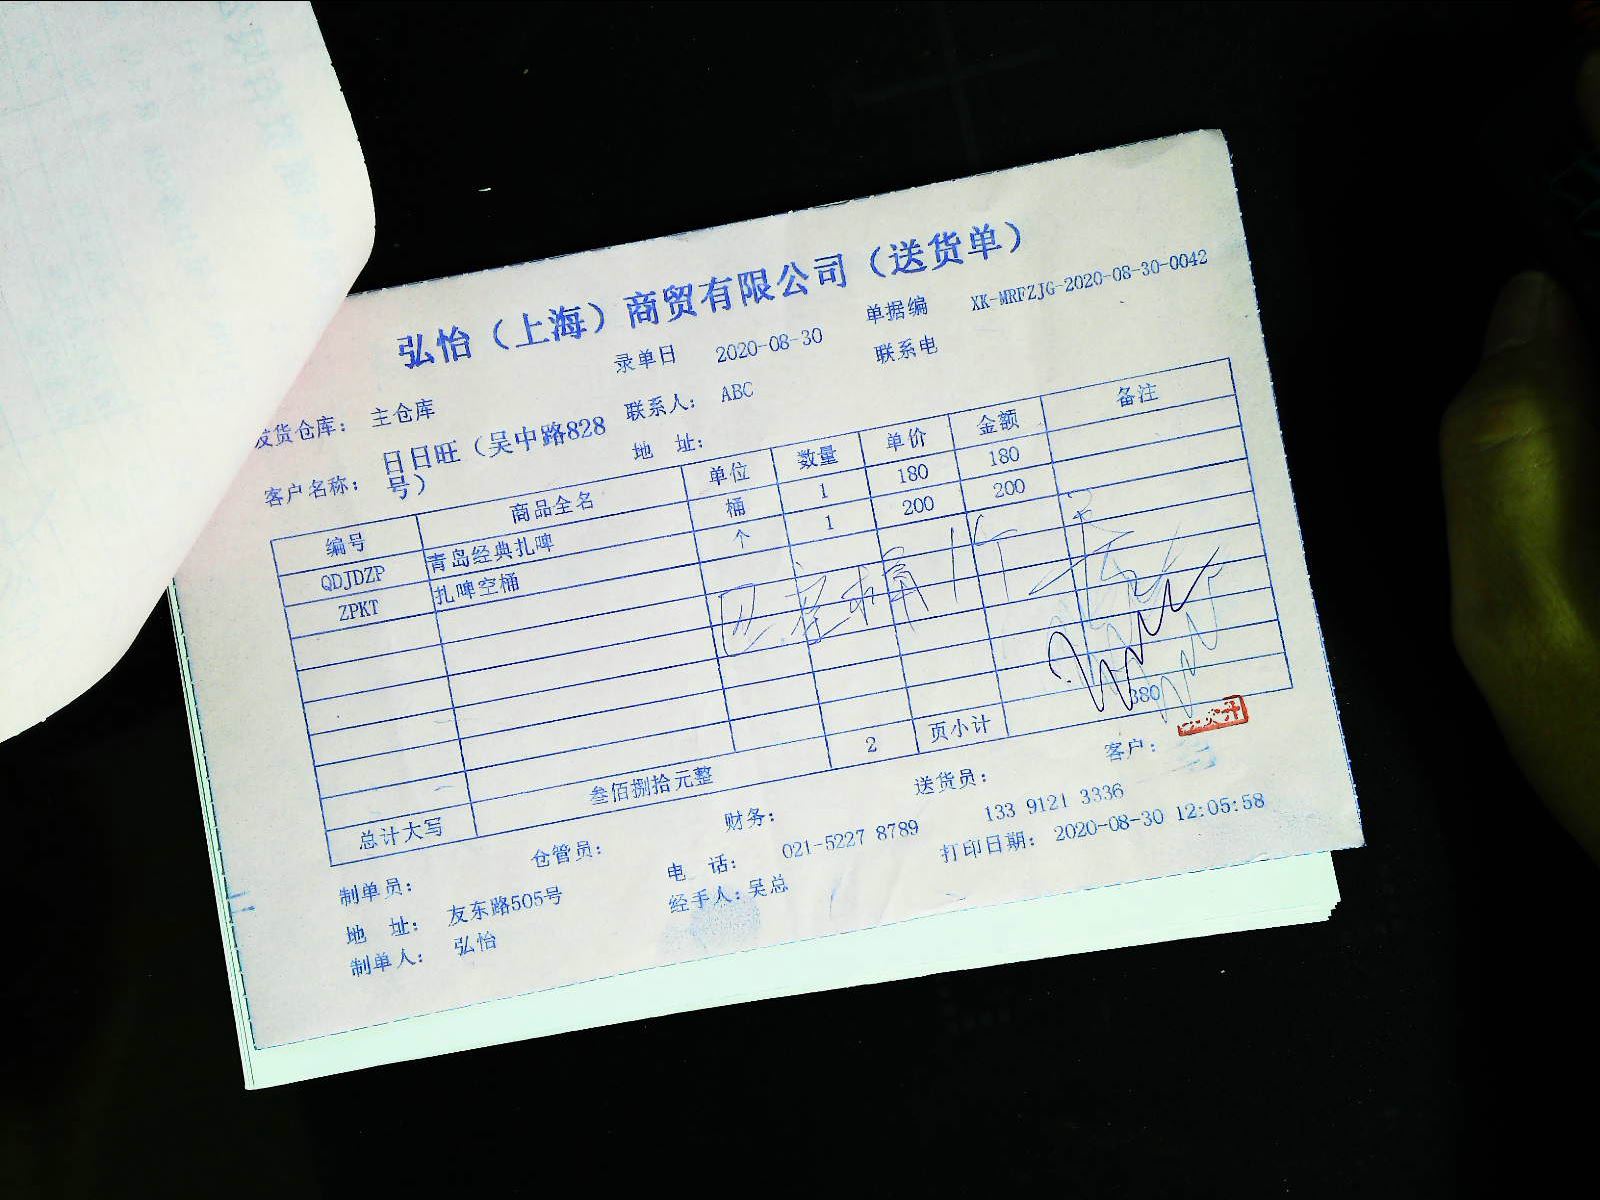 弘怡（上海）商贸有限公司（送货单）
录单日 2020-08-30 单据编 XK-MRFZJG-2020-08-30-0042
发货仓库： 主仓库 联系人： ABC 联系电
客户名称： 日日旺（吴中路828号） 地 址：
编号 商品全名 单位 数量 单价 金额 备注
QDJDZP 青岛经典扎啤 桶 1 180 180
ZPKT 扎啤空桶 个 1 200 200
2 页小计 380
总计大写 叁佰捌拾元整
制单员： 仓管员： 财务： 送货员： 客户：
地 址： 友东路505号 电 话： 021-5227 8789 133 9121 3336
制单人： 弘怡 经手人：吴总 打印日期： 2020-08-30 12:05:58